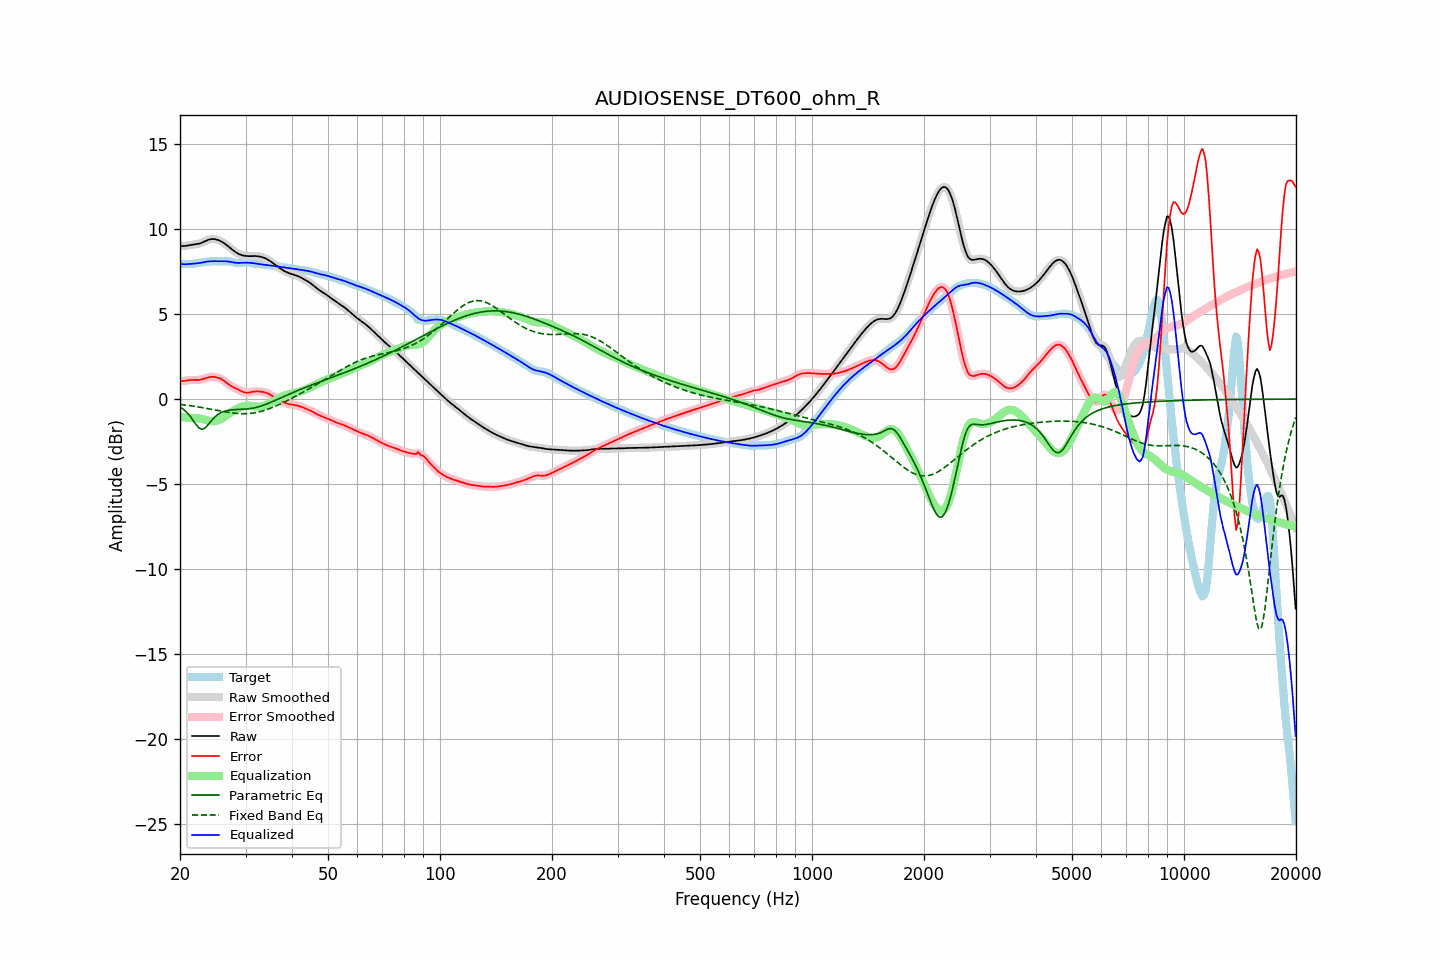 AUDIOSENSE_DT600_ohm_R
Amplitude (dBr)
15
10
5
0
−5
−10
−15
−20
−25
Target
Raw Smoothed
Error Smoothed
Raw
Error
Equalization
Parametric Eq
Fixed Band Eq
Equalized
20 50 100 200 500 1000 2000 5000 10000 20000
Frequency (Hz)